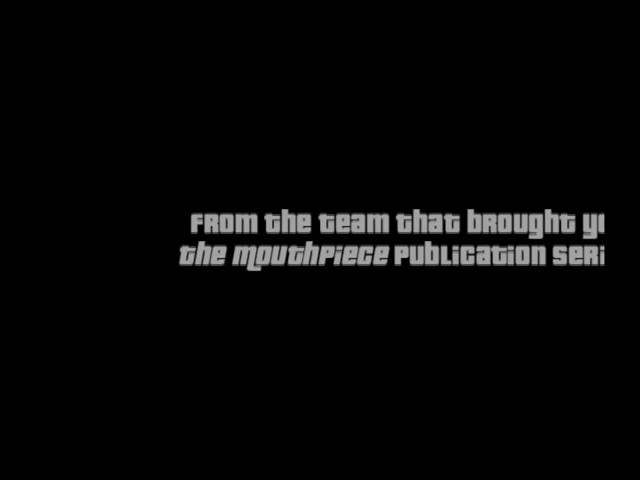 From the team that brought
the mouthpiece publication